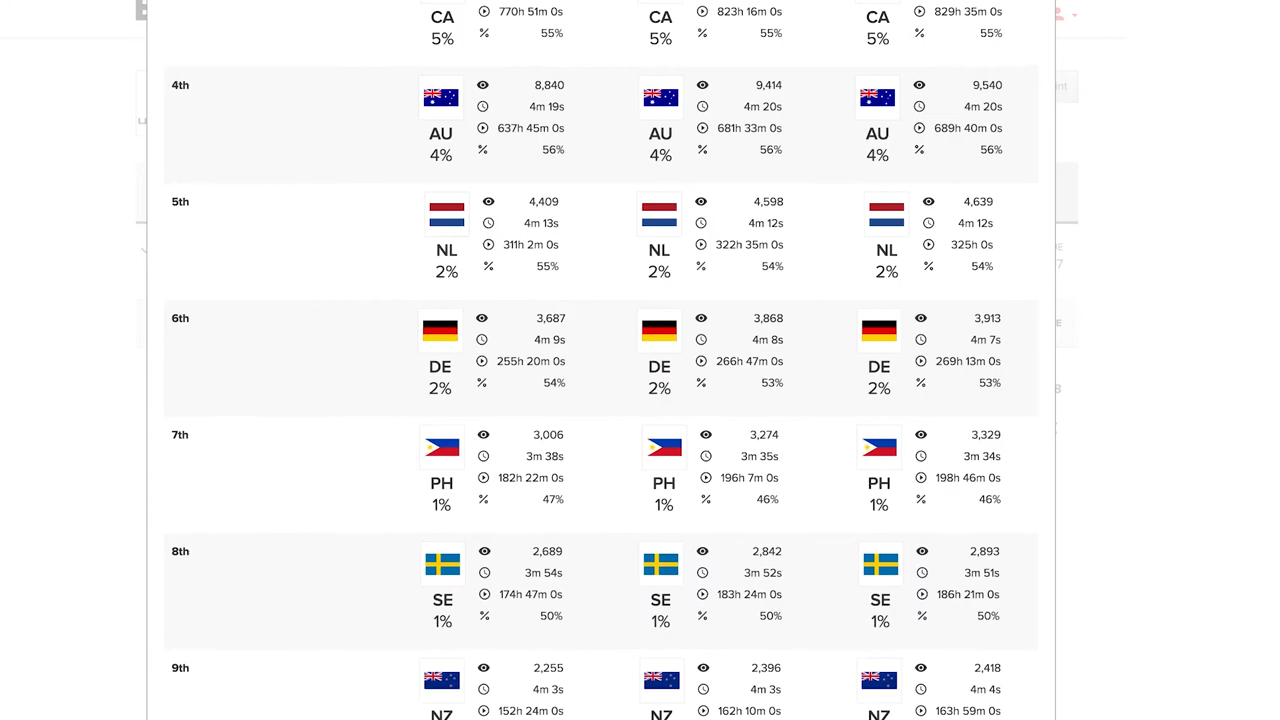 770h 51m 0s 823h 16m 0s 829h 35m 0s
CA CA CA
5% % 55% 5% % 55% 5% % 55%
4th 8,840 9,414 9,540
4m 19s 4m 20s 4m 20s
637h 45m 0s 681h 33m 0s 689h 40m 0s
AU AU AU
4% % 56% 4% % 56% 4% % 56%
5th 4,409 4,598 4,639
4m 13s 4m 12s 4m 12s
311h 2m 0s 322h 35m 0s 325h 0s
NL NL NL
2% % 55% 2% % 54% 2% % 54%
6th 3,687 3,868 3,913
4m 9s 4m 8s 4m 7s
255h 20m 0s 266h 47m 0s 269h 13m 0s
DE DE DE
2% % 54% 2% % 53% 2% % 53%
7th 3,006 3,274 3,329
3m 38s 3m 35s 3m 34s
182h 22m 0s 196h 7m 0s 198h 46m 0s
PH PH PH
1% % 47% 1% % 46% 1% % 46%
8th 2,689 2,842 2,893
3m 54s 3m 52s 3m 51s
174h 47m 0s 183h 24m 0s 186h 21m 0s
SE SE SE
1% % 50% 1% % 50% 1% % 50%
9th 2,255 2,396 2,418
4m 3s 4m 3s 4m 4s
152h 24m 0s 162h 10m 0s 163h 59m 0s
NZ NZ NZ